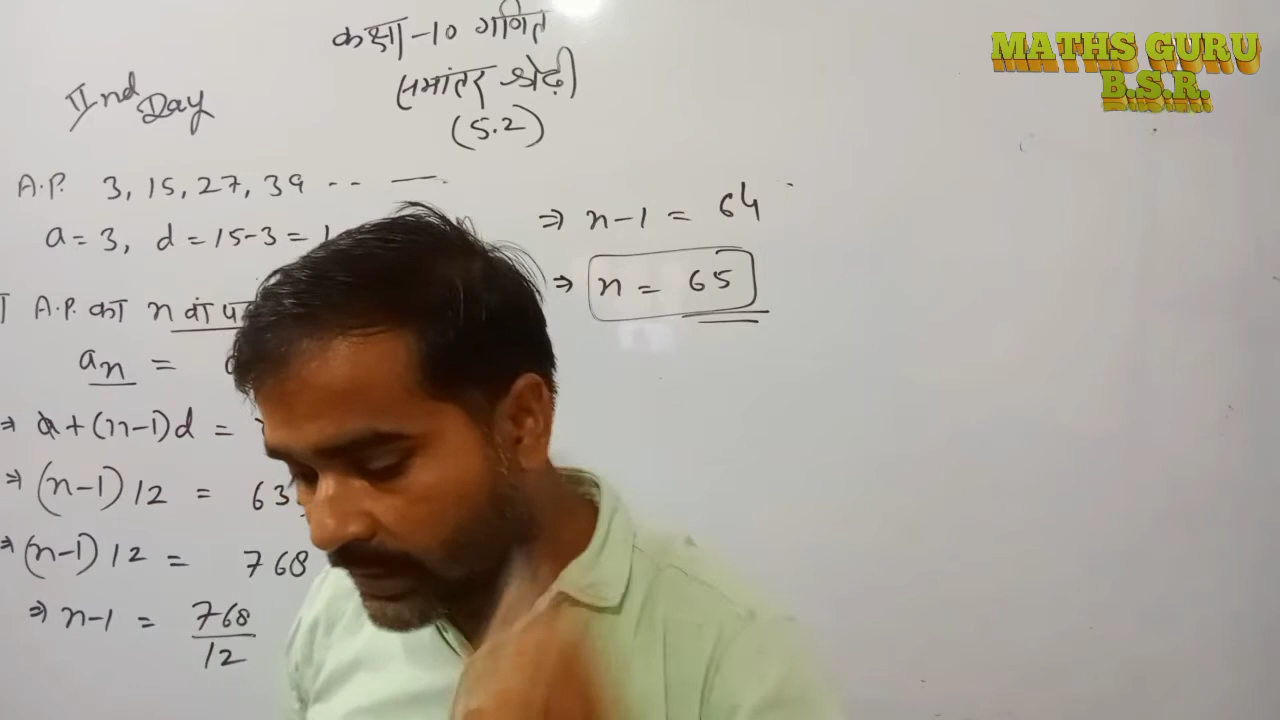 कक्षा-10 गणित
समांतर श्रेढ़ी
(5.2)
IInd Day
A.P. 3, 15, 27, 39 -- —
a = 3, d = 15-3 = 1
A.P. का n वां
an =
⇒ a + (n-1)d =
⇒ (n-1) 12 = 63
⇒ (n-1) 12 = 768
⇒ n-1 = 768/12
⇒ n-1 = 64
⇒ n = 65
MATHS GURU
B.S.R.